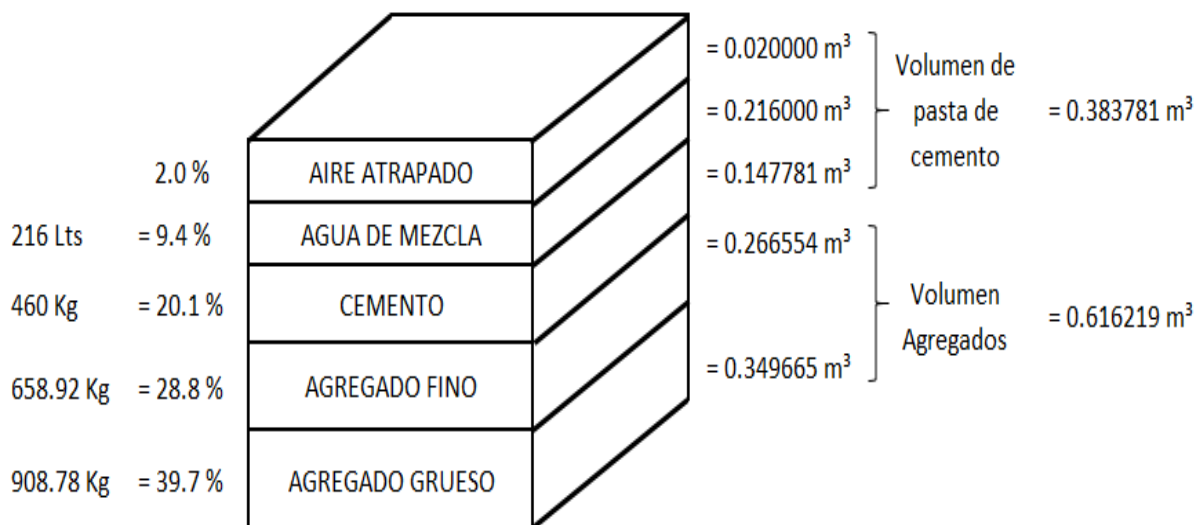 = 0.020000 m³
Volumen de
pasta de
cemento
= 0.383781 m³
= 0.216000 m³
2.0 %
AIRE ATRAPADO
= 0.147781 m³
216 Lts
= 9.4 %
AGUA DE MEZCLA
= 0.266554 m³
460 Kg
= 20.1 %
CEMENTO
Volumen
Agregados
= 0.616219 m³
658.92 Kg
= 28.8 %
AGREGADO FINO
= 0.349665 m³
908.78 Kg
= 39.7 %
AGREGADO GRUESO